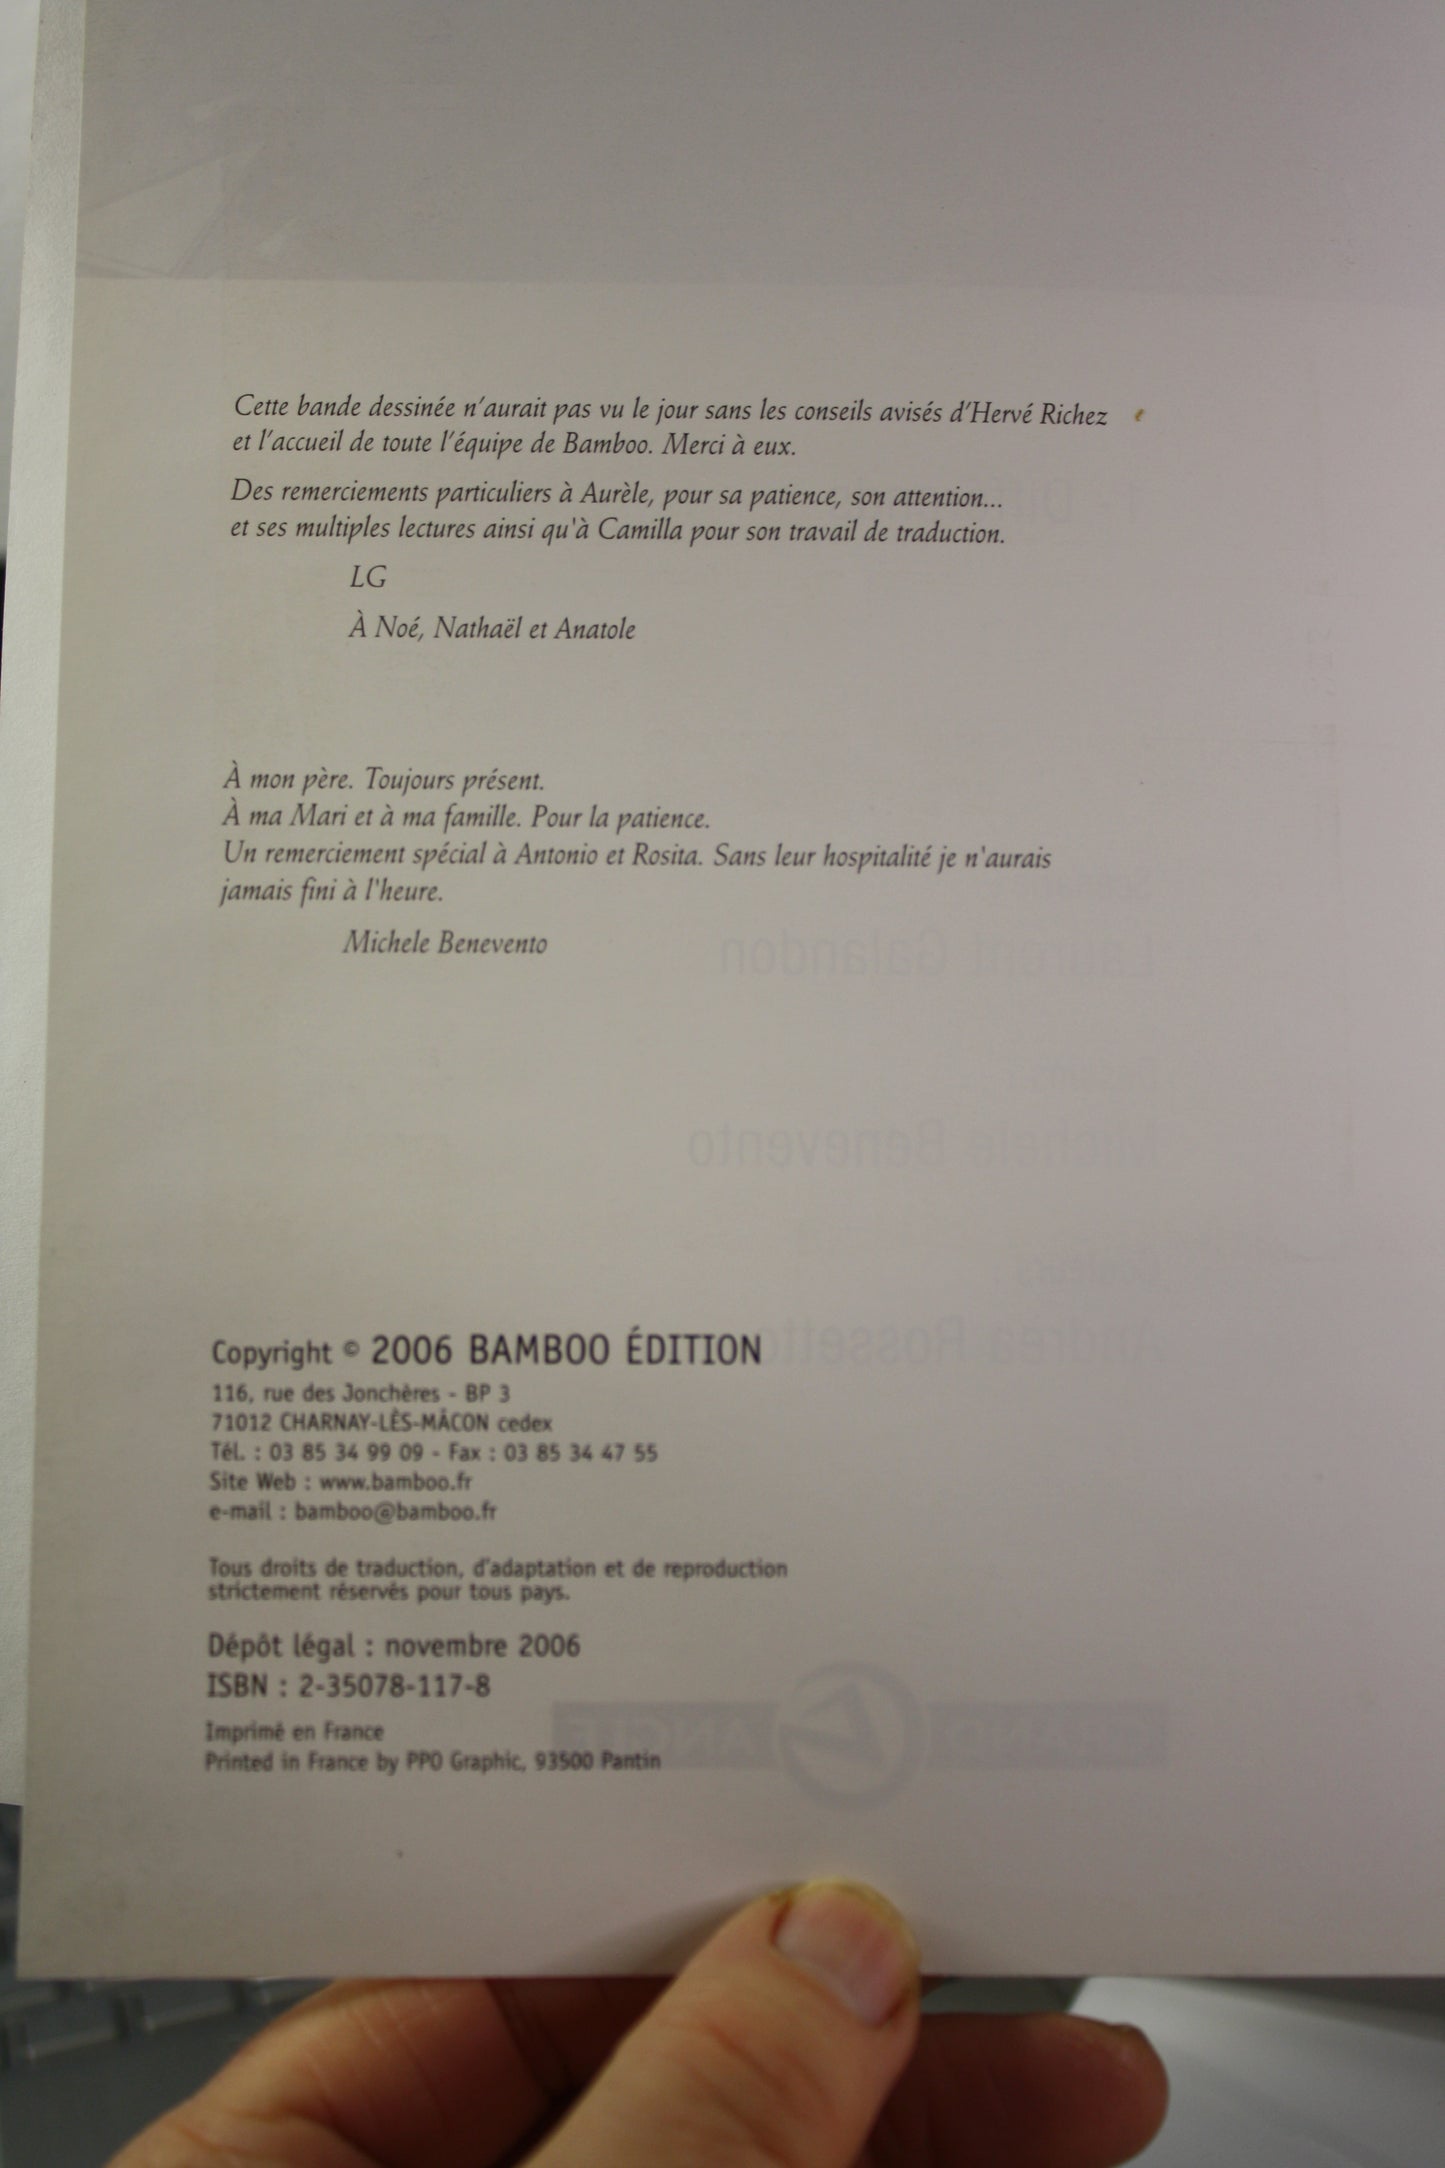 Cette bande dessinée n'aurait pas vu le jour sans les conseils avisés d'Hervé Richez
et l'accueil de toute l'équipe de Bamboo. Merci à eux.
Des remerciements particuliers à Aurèle, pour sa patience, son attention...
et ses multiples lectures ainsi qu'à Camilla pour son travail de traduction.
LG
À Noé, Nathaël et Anatole
À mon père. Toujours présent.
À ma Mari et à ma famille. Pour la patience.
Un remerciement spécial à Antonio et Rosita. Sans leur hospitalité je n'aurais
jamais fini à l'heure.
Michele Benevento
Laurent Galandon
Michele Benevento
Andrea Rossetto
Copyright © 2006 BAMBOO ÉDITION
116, rue des Jonchères - BP 3
71012 CHARNAY-LÈS-MÂCON cedex
Tél. : 03 85 34 99 09 - Fax : 03 85 34 47 55
Site Web : www.bamboo.fr
e-mail : bamboo@bamboo.fr
Tous droits de traduction, d'adaptation et de reproduction
strictement réservés pour tous pays.
Dépôt légal : novembre 2006
ISBN : 2-35078-117-8
Imprimé en France
Printed in France by PPO Graphic, 93500 Pantin